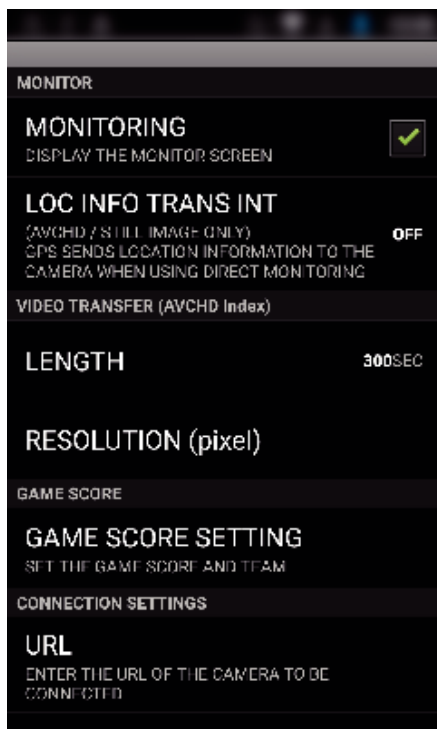 MONITOR
MONITORING
DISPLAY THE MONITOR SCREEN
LOC INFO TRANS INT
(AVCHD / STILL IMAGE ONLY)
OFF
GPS SENDS LOCATION INFORMATION TO THE
CAMERA WHEN USING DIRECT MONITORING
VIDEO TRANSFER (AVCHD Index)
LENGTH
300SEC
RESOLUTION (pixel)
GAME SCORE
GAME SCORE SETTING
SET THE GAME SCORE AND TEAM
CONNECTION SETTINGS
URL
ENTER THE URL OF THE CAMERA TO BE
CONNECTED